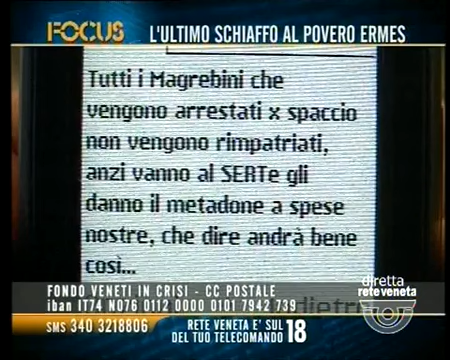 FOCUS L'ULTIMO SCHIAFFO AL POVERO ERMES
Tutti i Magrebini che
vengono arrestati x spaccio
non vengono rimpatriati,
anzi vanno al SERTe gli
danno il metadone a spese
nostre, che dire andrà bene
così...
diretta
reteveneta
FONDO VENETI IN CRISI - CC POSTALE
iban IT74 N076 0112 0000 0101 7942 739
dietro
SMS 340 3218806
RETE VENETA E' SUL
DEL TUO TELECOMANDO 18